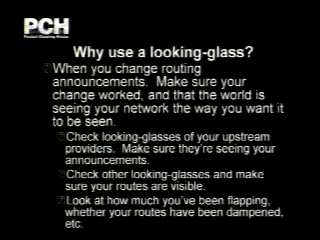 PCH
Packet Clearing House
Why use a looking-glass?
When you change routing
announcements. Make sure your
change worked, and that the world is
seeing your network the way you want it
to be seen.
Check looking-glasses of your upstream
providers. Make sure they're seeing your
announcements.
Check other looking-glasses and make
sure your routes are visible.
Look at how much you've been flapping,
whether your routes have been dampened,
etc.